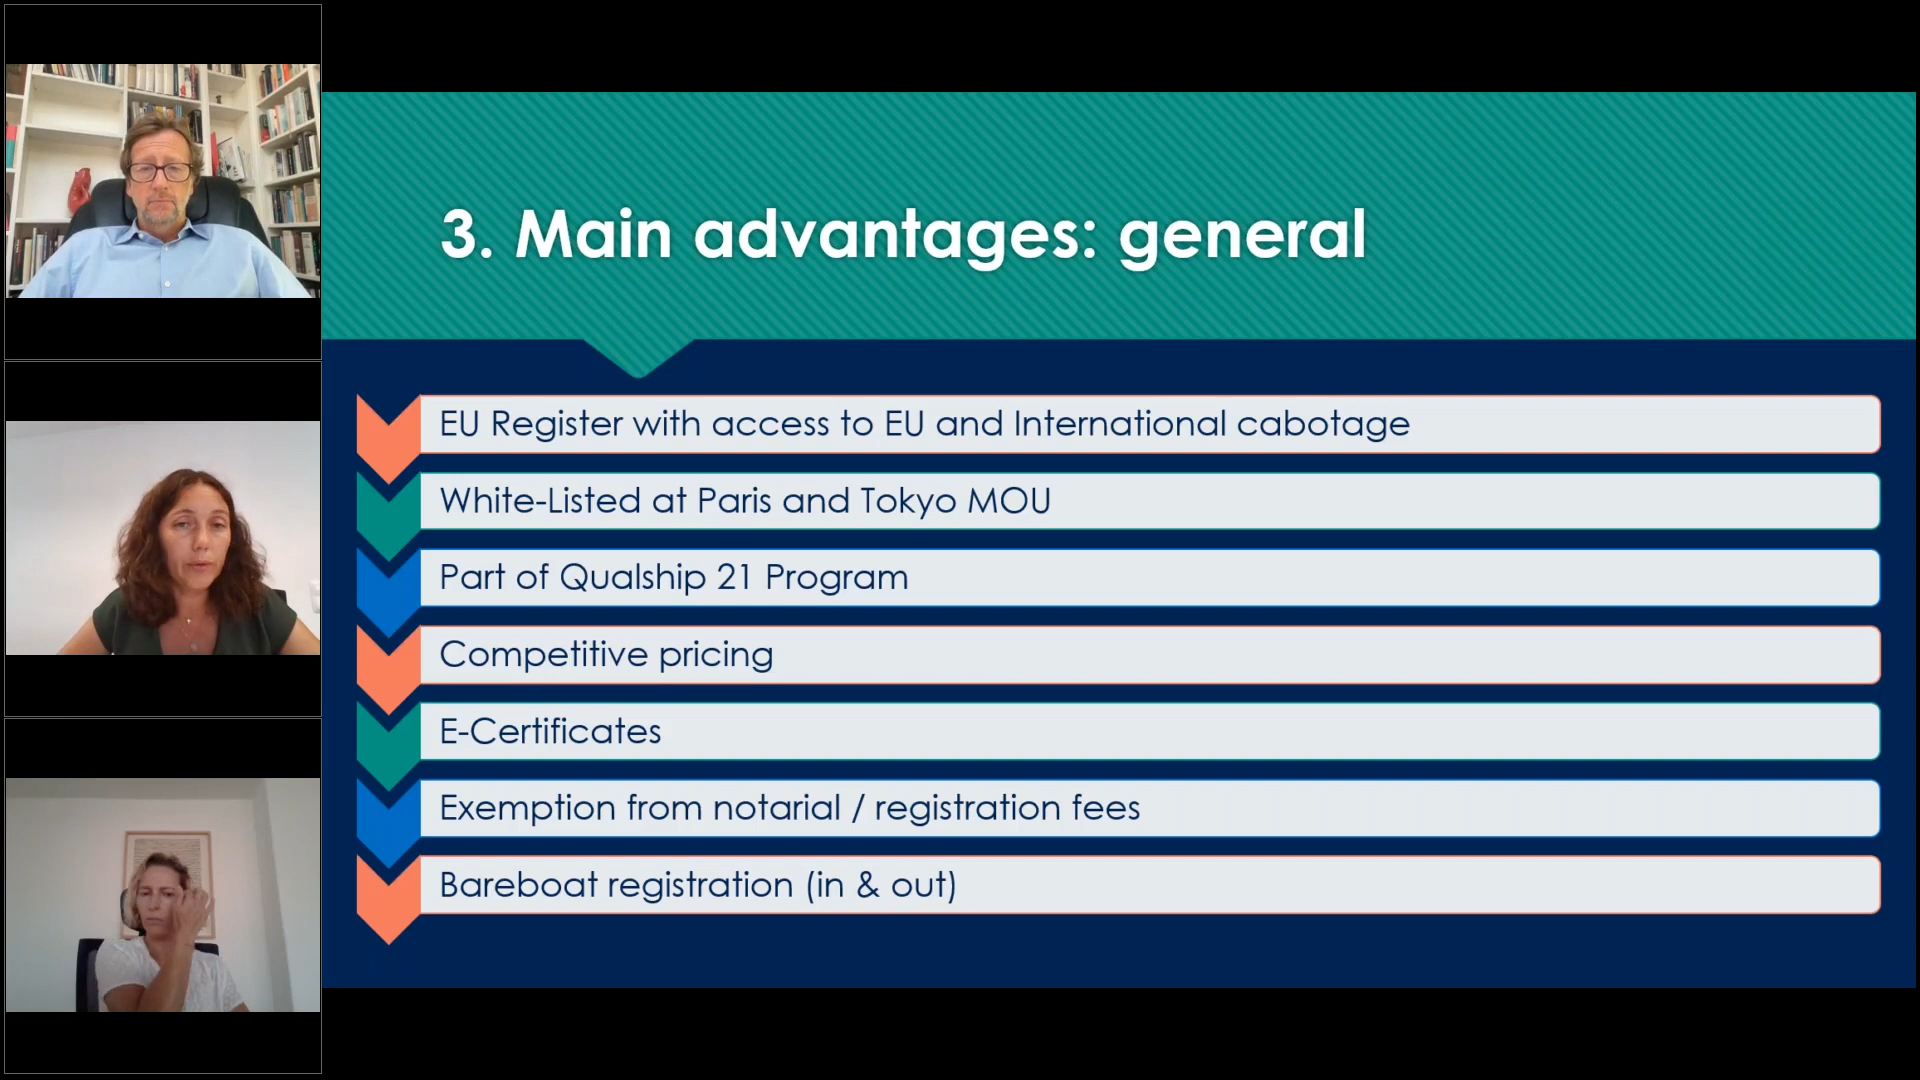 3. Main advantages: general
EU Register with access to EU and International cabotage
White-Listed at Paris and Tokyo MOU
Part of Qualship 21 Program
Competitive pricing
E-Certificates
Exemption from notarial / registration fees
Bareboat registration (in & out)